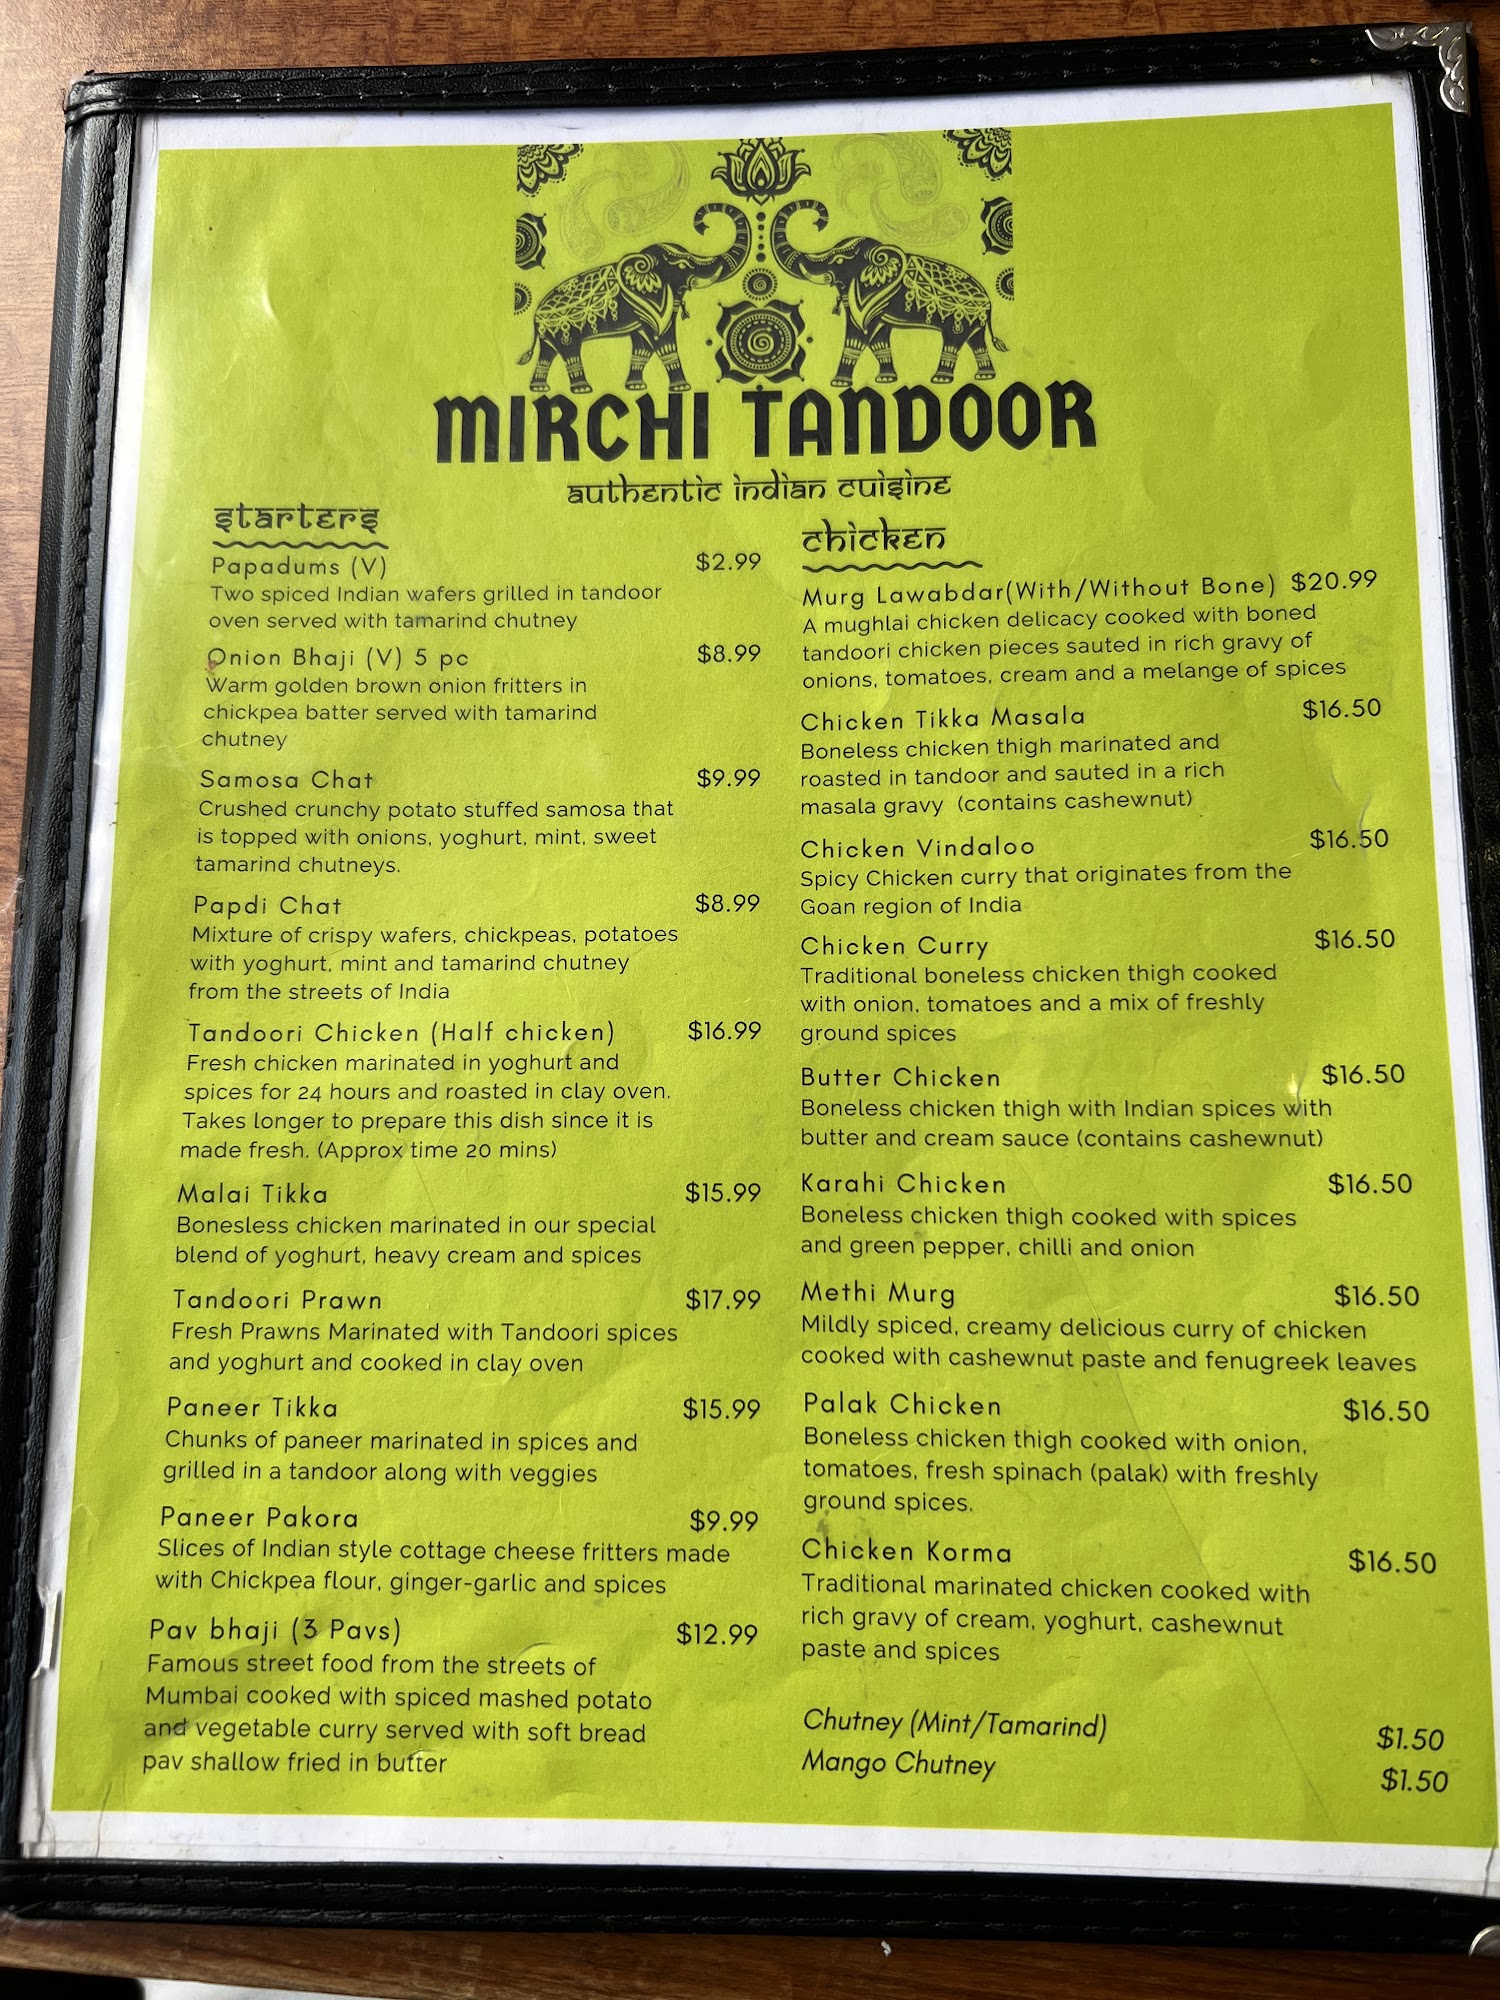 MIRCHI TANDOOR
authentic indian cuisine
starters
Papadums (V) $2.99
Two spiced Indian wafers grilled in tandoor
oven served with tamarind chutney
Onion Bhaji (V) 5 pc $8.99
Warm golden brown onion fritters in
chickpea batter served with tamarind
chutney
Samosa Chat $9.99
Crushed crunchy potato stuffed samosa that
is topped with onions, yoghurt, mint, sweet
tamarind chutneys.
Papdi Chat $8.99
Mixture of crispy wafers, chickpeas, potatoes
with yoghurt, mint and tamarind chutney
from the streets of India
Tandoori Chicken (Half chicken) $16.99
Fresh chicken marinated in yoghurt and
spices for 24 hours and roasted in clay oven.
Takes longer to prepare this dish since it is
made fresh. (Approx time 20 mins)
Malai Tikka $15.99
Bonesless chicken marinated in our special
blend of yoghurt, heavy cream and spices
Tandoori Prawn $17.99
Fresh Prawns Marinated with Tandoori spices
and yoghurt and cooked in clay oven
Paneer Tikka $15.99
Chunks of paneer marinated in spices and
grilled in a tandoor along with veggies
Paneer Pakora $9.99
Slices of Indian style cottage cheese fritters made
with Chickpea flour, ginger-garlic and spices
Pav bhaji (3 Pavs) $12.99
Famous street food from the streets of
Mumbai cooked with spiced mashed potato
and vegetable curry served with soft bread
pav shallow fried in butter
chicken
Murg Lawabdar(With/Without Bone) $20.99
A mughlai chicken delicacy cooked with boned
tandoori chicken pieces sauted in rich gravy of
onions, tomatoes, cream and a melange of spices
Chicken Tikka Masala $16.50
Boneless chicken thigh marinated and
roasted in tandoor and sauted in a rich
masala gravy (contains cashewnut)
Chicken Vindaloo $16.50
Spicy Chicken curry that originates from the
Goan region of India
Chicken Curry $16.50
Traditional boneless chicken thigh cooked
with onion, tomatoes and a mix of freshly
ground spices
Butter Chicken $16.50
Boneless chicken thigh with Indian spices with
butter and cream sauce (contains cashewnut)
Karahi Chicken $16.50
Boneless chicken thigh cooked with spices
and green pepper, chilli and onion
Methi Murg $16.50
Mildly spiced, creamy delicious curry of chicken
cooked with cashewnut paste and fenugreek leaves
Palak Chicken $16.50
Boneless chicken thigh cooked with onion,
tomatoes, fresh spinach (palak) with freshly
ground spices.
Chicken Korma $16.50
Traditional marinated chicken cooked with
rich gravy of cream, yoghurt, cashewnut
paste and spices
Chutney (Mint/Tamarind) $1.50
Mango Chutney $1.50